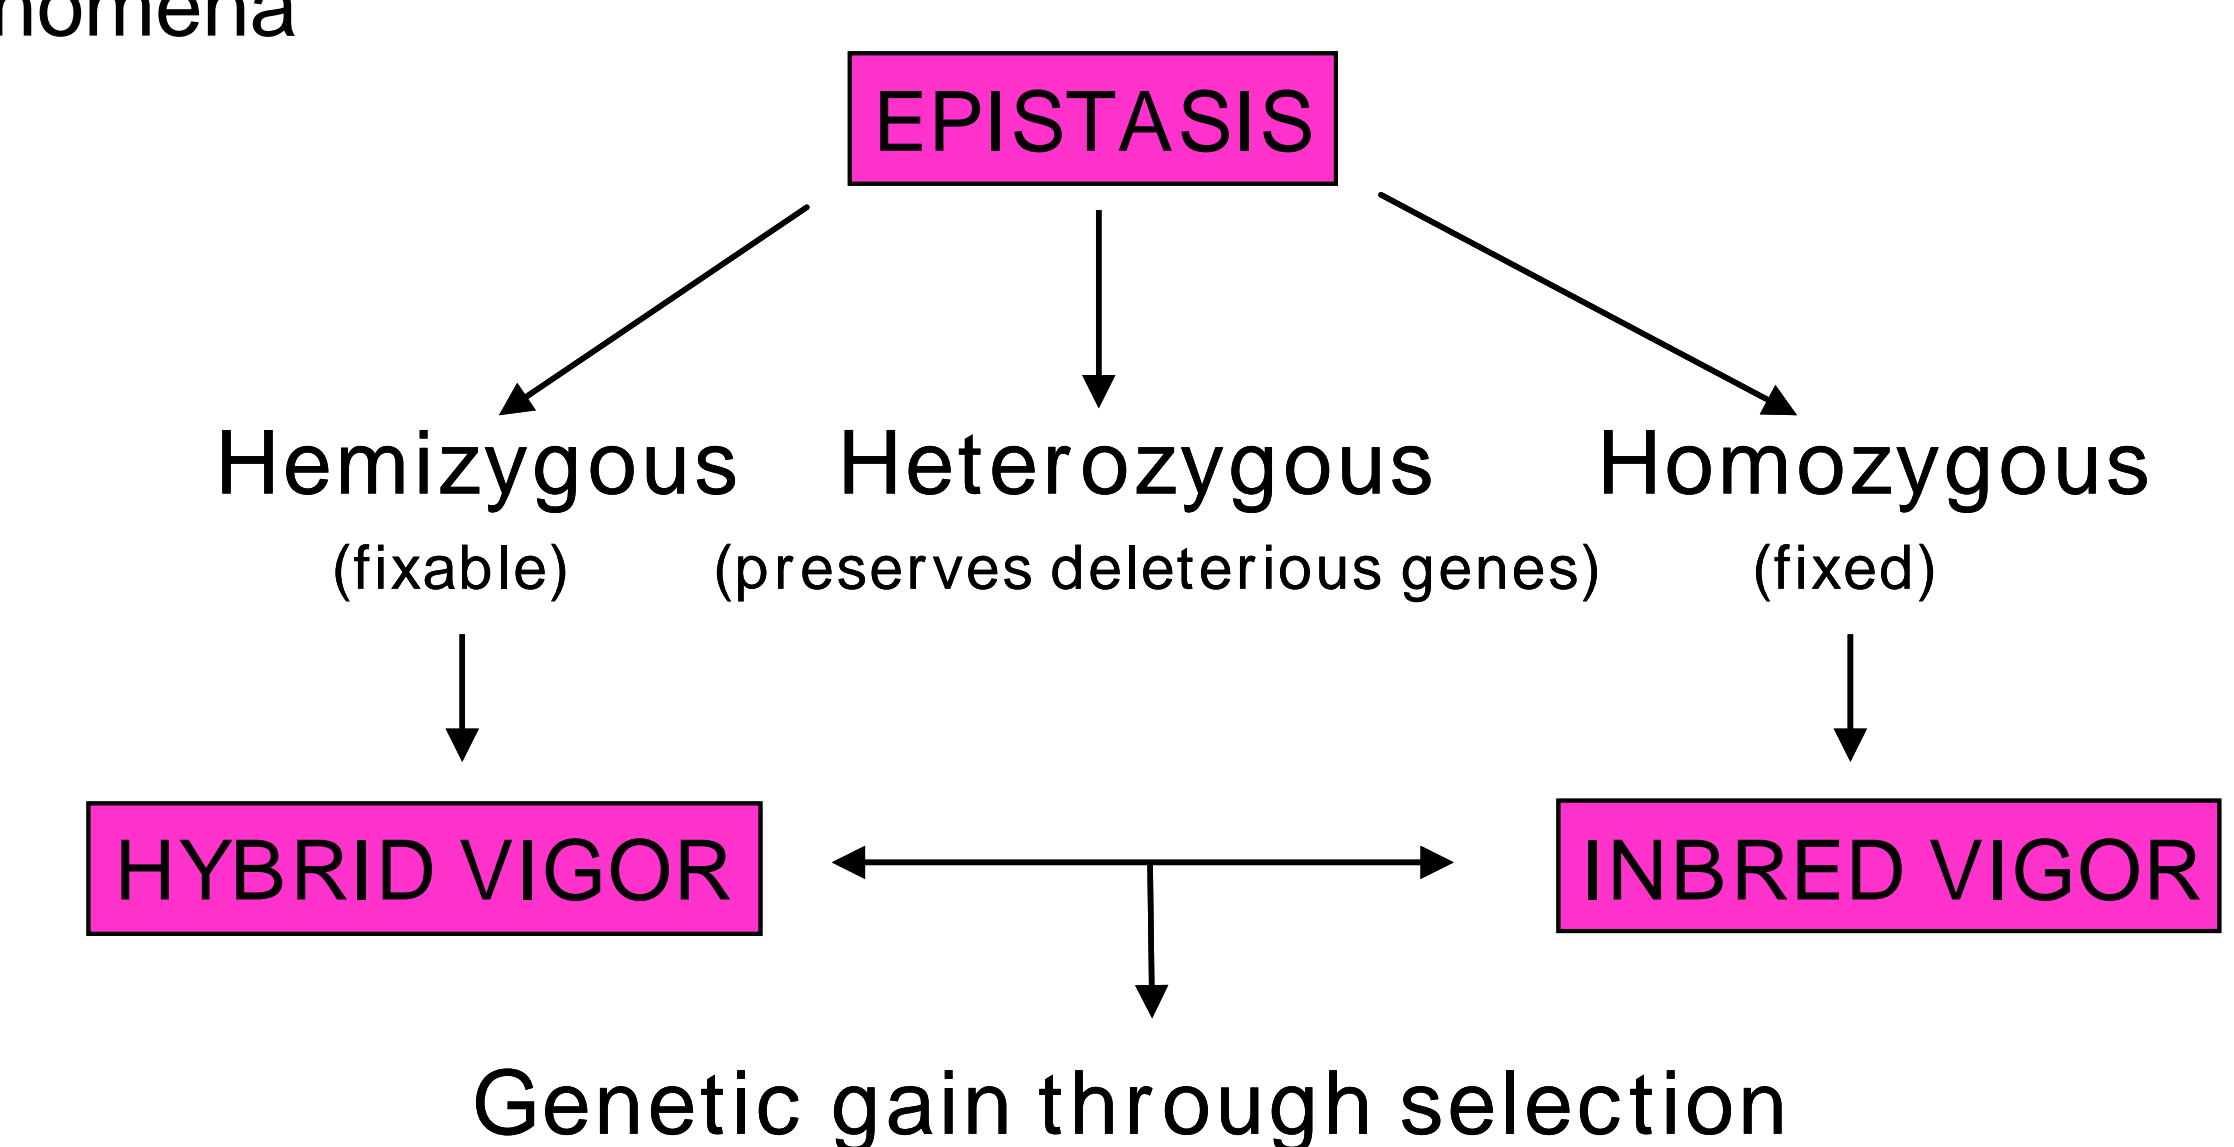 EPISTASIS
Hemizygous Heterozygous Homozygous
(fixable) (preserves deleterious genes) (fixed)
HYBRID VIGOR INBRED VIGOR
Genetic gain through selection